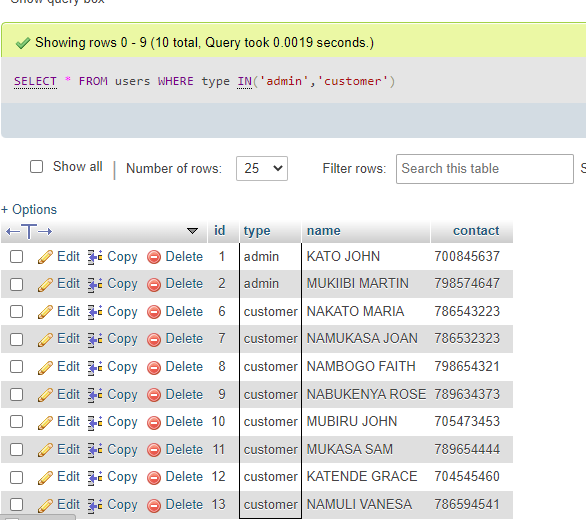 Show query box
Showing rows 0 - 9 (10 total, Query took 0.0019 seconds.)
SELECT * FROM users WHERE type IN('admin','customer')
Show all | Number of rows: 25 Filter rows: Search this table
+ Options
←T→ id type name contact
Edit Copy Delete 1 admin KATO JOHN 700845637
Edit Copy Delete 2 admin MUKIIBI MARTIN 798574647
Edit Copy Delete 6 customer NAKATO MARIA 786543223
Edit Copy Delete 7 customer NAMUKASA JOAN 786532323
Edit Copy Delete 8 customer NAMBOGO FAITH 798654321
Edit Copy Delete 9 customer NABUKENYA ROSE 789634373
Edit Copy Delete 10 customer MUBIRU JOHN 705473453
Edit Copy Delete 11 customer MUKASA SAM 789654444
Edit Copy Delete 12 customer KATENDE GRACE 704545460
Edit Copy Delete 13 customer NAMULI VANESA 786594541